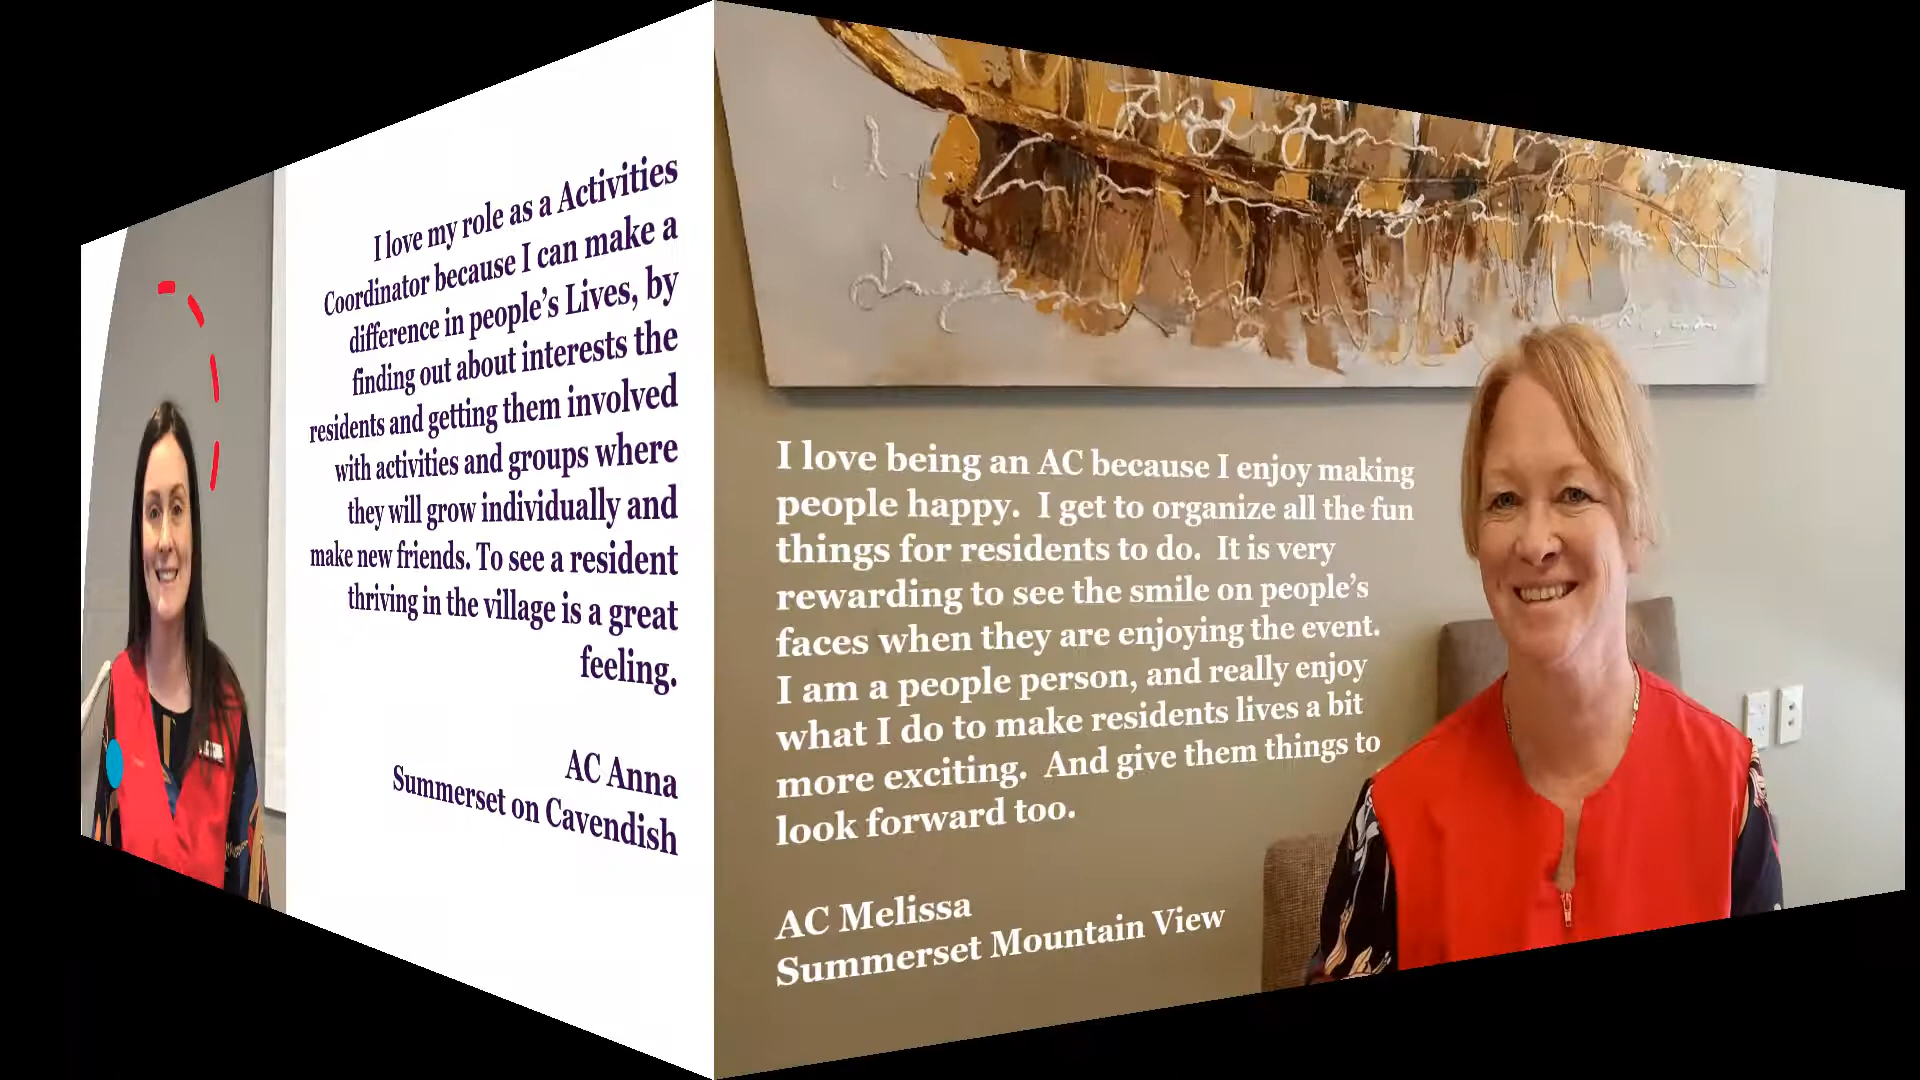 I love my role as a Activities
Coordinator because I can make a
difference in people's Lives, by
finding out about interests the
residents and getting them involved
with activities and groups where
they will grow individually and
make new friends. To see a resident
thriving in the village is a great
feeling.
AC Anna
Summerset on Cavendish
I love being an AC because I enjoy making
people happy.  I get to organize all the fun
things for residents to do.  It is very
rewarding to see the smile on people's
faces when they are enjoying the event.
I am a people person, and really enjoy
what I do to make residents lives a bit
more exciting.  And give them things to
look forward too.
AC Melissa
Summerset Mountain View